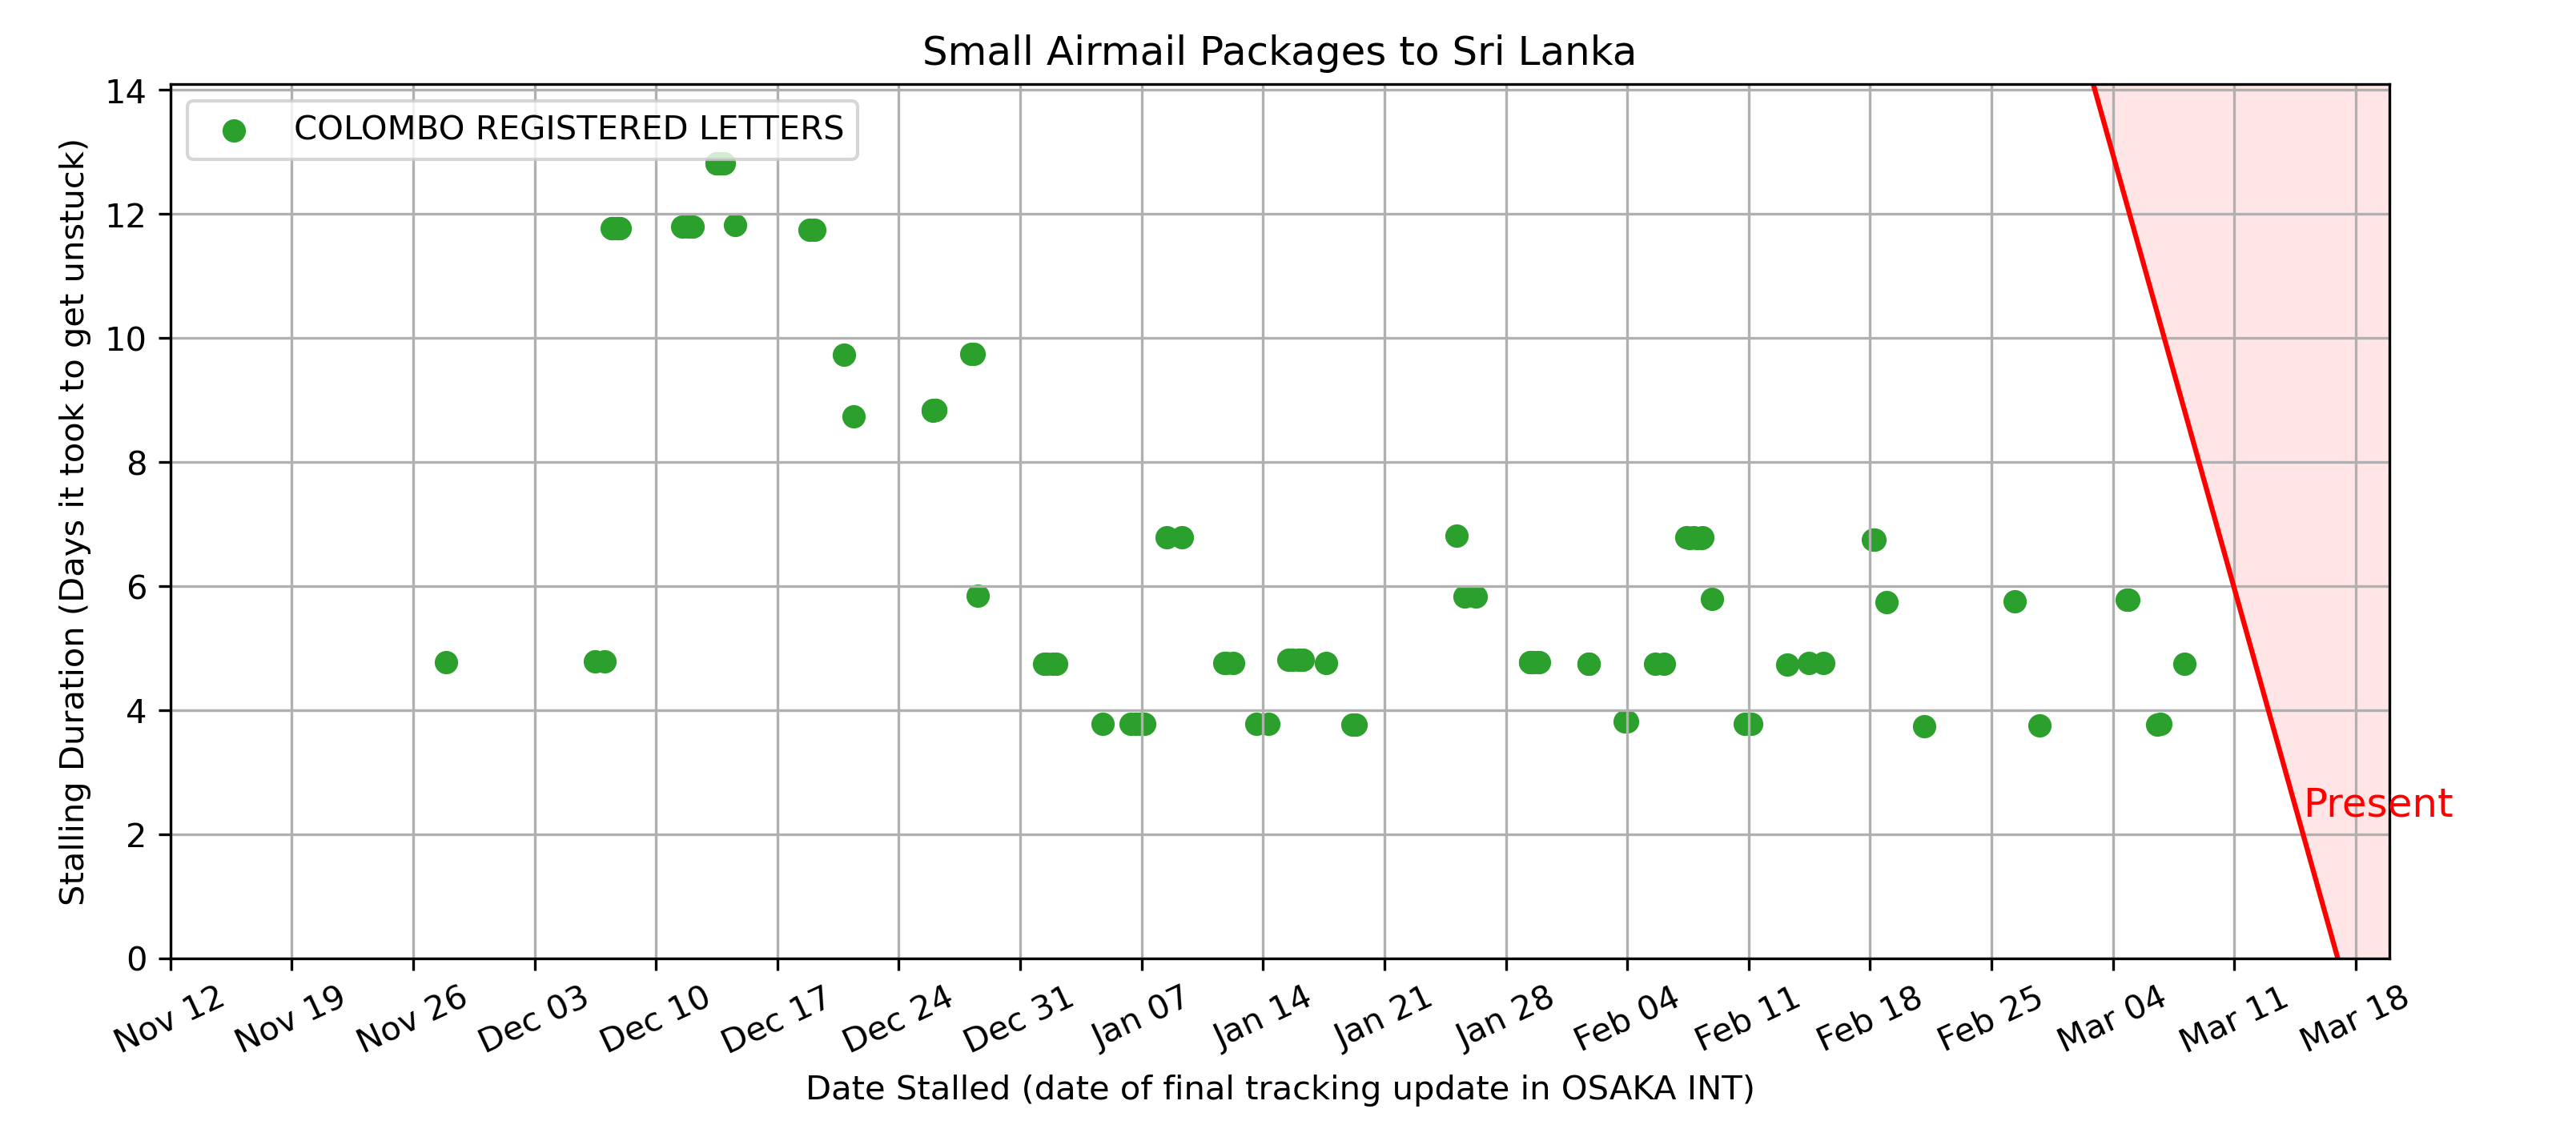 Small Airmail Packages to Sri Lanka
COLOMBO REGISTERED LETTERS
Stalling Duration (Days it took to get unstuck)
14
12
10
8
6
4
2
0
Present
Nov 12
Nov 19
Nov 26
Dec 03
Dec 10
Dec 17
Dec 24
Dec 31
Jan 07
Jan 14
Jan 21
Jan 28
Feb 04
Feb 11
Feb 18
Feb 25
Mar 04
Mar 11
Mar 18
Date Stalled (date of final tracking update in OSAKA INT)